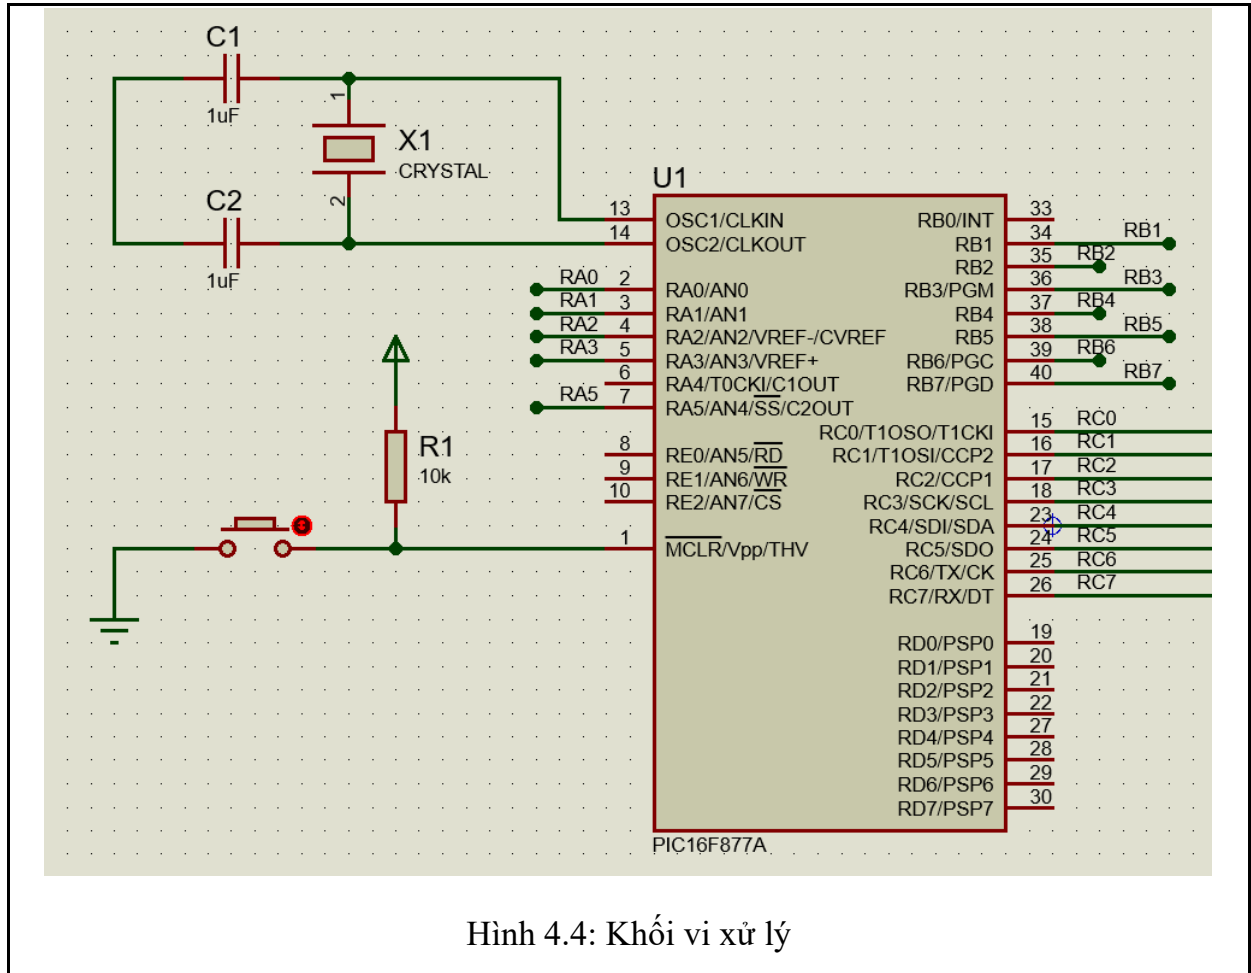 C1
1uF
1
X1
CRYSTAL
2
C2
1uF
U1
13 OSC1/CLKIN
14 OSC2/CLKOUT
RA0 2 RA0/AN0
RA1 3 RA1/AN1
RA2 4 RA2/AN2/VREF-/CVREF
RA3 5 RA3/AN3/VREF+
6 RA4/T0CKI/C1OUT
RA5 7 RA5/AN4/SS/C2OUT
8 RE0/AN5/RD
9 RE1/AN6/WR
10 RE2/AN7/CS
1 MCLR/Vpp/THV
R1
10k
RB0/INT 33
RB1 34 RB1
RB2 35 RB2
RB3/PGM 36 RB3
RB4 37 RB4
RB5 38 RB5
RB6/PGC 39 RB6
RB7/PGD 40 RB7
RC0/T1OSO/T1CKI 15 RC0
RC1/T1OSI/CCP2 16 RC1
RC2/CCP1 17 RC2
RC3/SCK/SCL 18 RC3
RC4/SDI/SDA 23 RC4
RC5/SDO 24 RC5
RC6/TX/CK 25 RC6
RC7/RX/DT 26 RC7
RD0/PSP0 19
RD1/PSP1 20
RD2/PSP2 21
RD3/PSP3 22
RD4/PSP4 27
RD5/PSP5 28
RD6/PSP6 29
RD7/PSP7 30
PIC16F877A
Hình 4.4: Khối vi xử lý